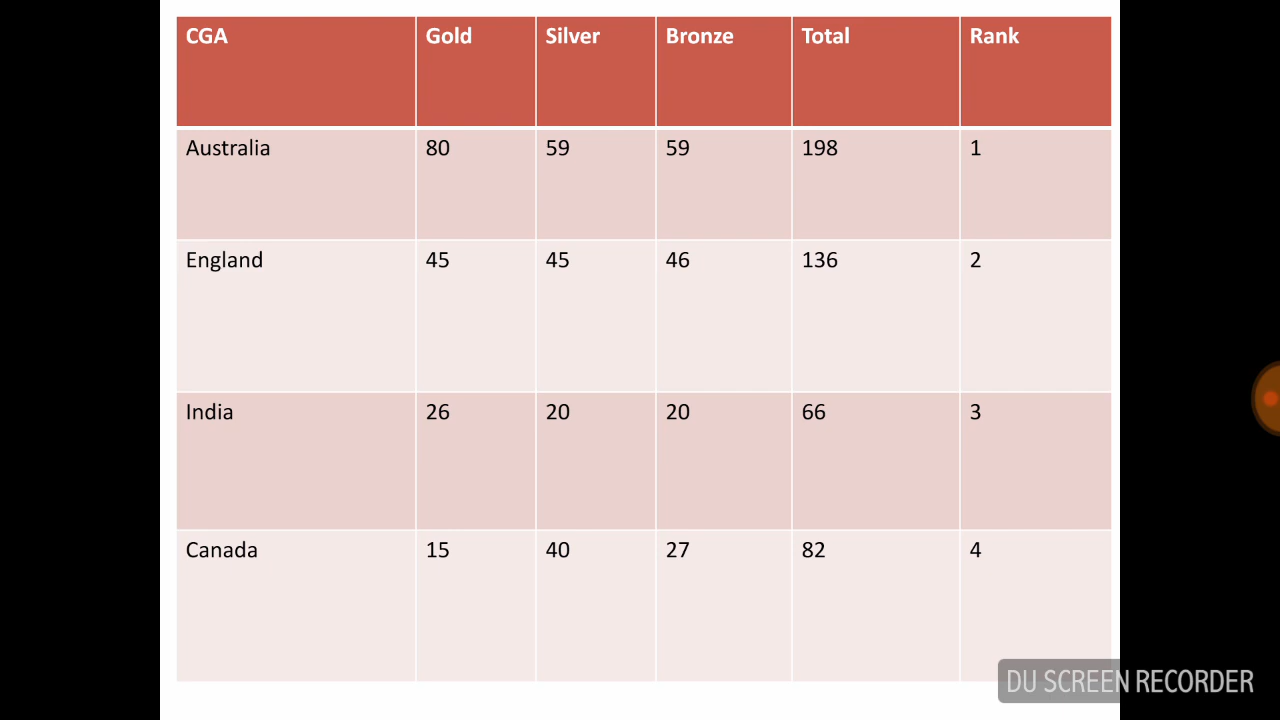 CGA Gold Silver Bronze Total Rank
Australia 80 59 59 198 1
England 45 45 46 136 2
India 26 20 20 66 3
Canada 15 40 27 82 4
DU SCREEN RECORDER